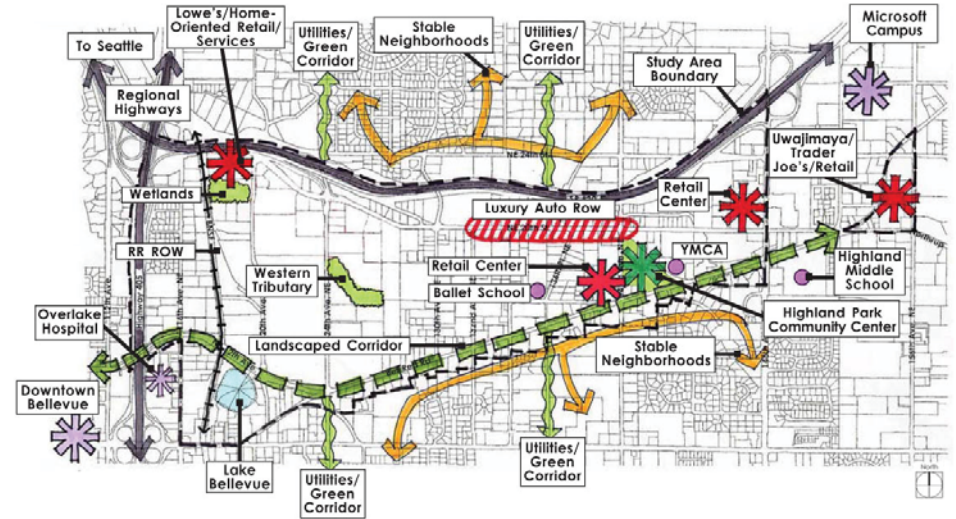 Lowe's/Home-
Oriented Retail/
Services
Utilities/
Green
Corridor
Stable
Neighborhoods
Utilities/
Green
Corridor
Microsoft
Campus
To Seattle
Study Area
Boundary
Regional
Highways
Uwajimaya/
Trader
Joe's/Retail
NE 24th
Wetlands
Retail
Center
Luxury Auto Row
RR ROW
Retail Center
YMCA
Western
Tributary
Ballet School
Highland
Middle
School
Overlake
Hospital
Highland Park
Community Center
Landscaped Corridor
Stable
Neighborhoods
Downtown
Bellevue
Lake
Bellevue
Utilities/
Green
Corridor
Utilities/
Green
Corridor
North